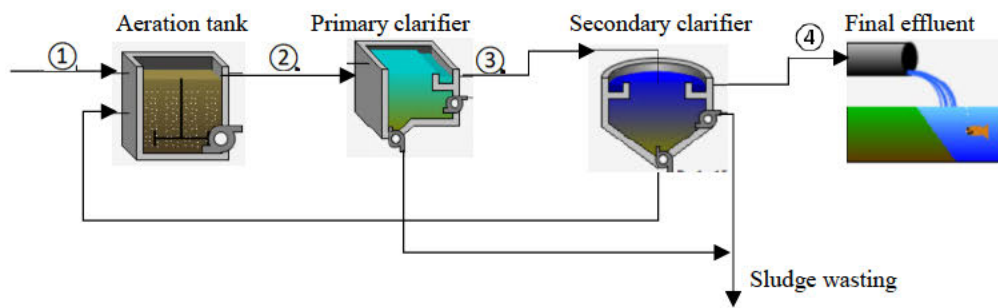 Aeration tank
Primary clarifier
Secondary clarifier
Final effluent
①
②
③
④
Sludge wasting